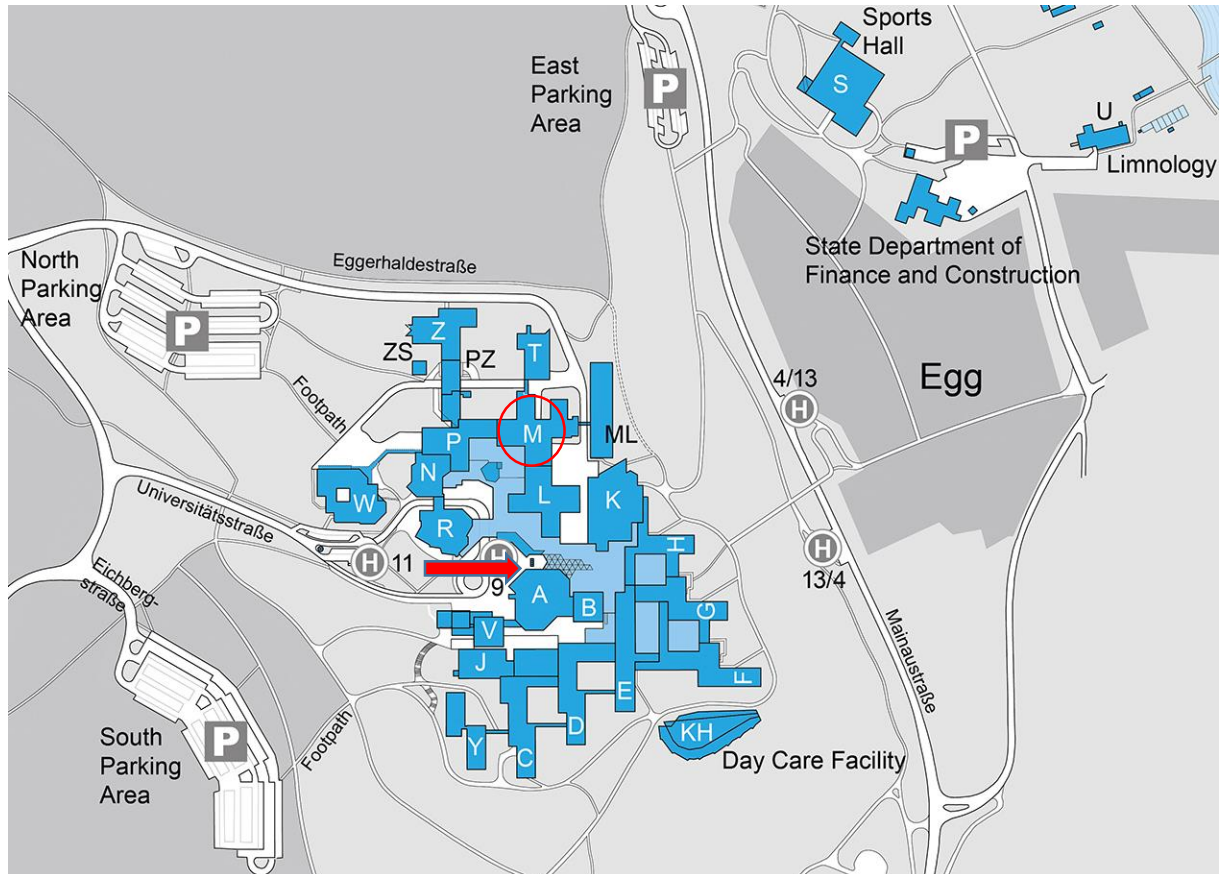 Sports
Hall
S
East
Parking
Area
P
P
U
Limnology
State Department of
Finance and Construction
North
Parking
Area
P
Eggerhaldestraße
Z
ZS
PZ
T
Footpath
4/13
H
Egg
M
ML
P
N
W
L
K
R
Universitätsstraße
H
11
H
9
H
H
13/4
Eichberg-
straße
A
B
G
V
J
E
F
Mainaustraße
D
Y
C
KH
Day Care Facility
South
Parking
Area
P
Footpath